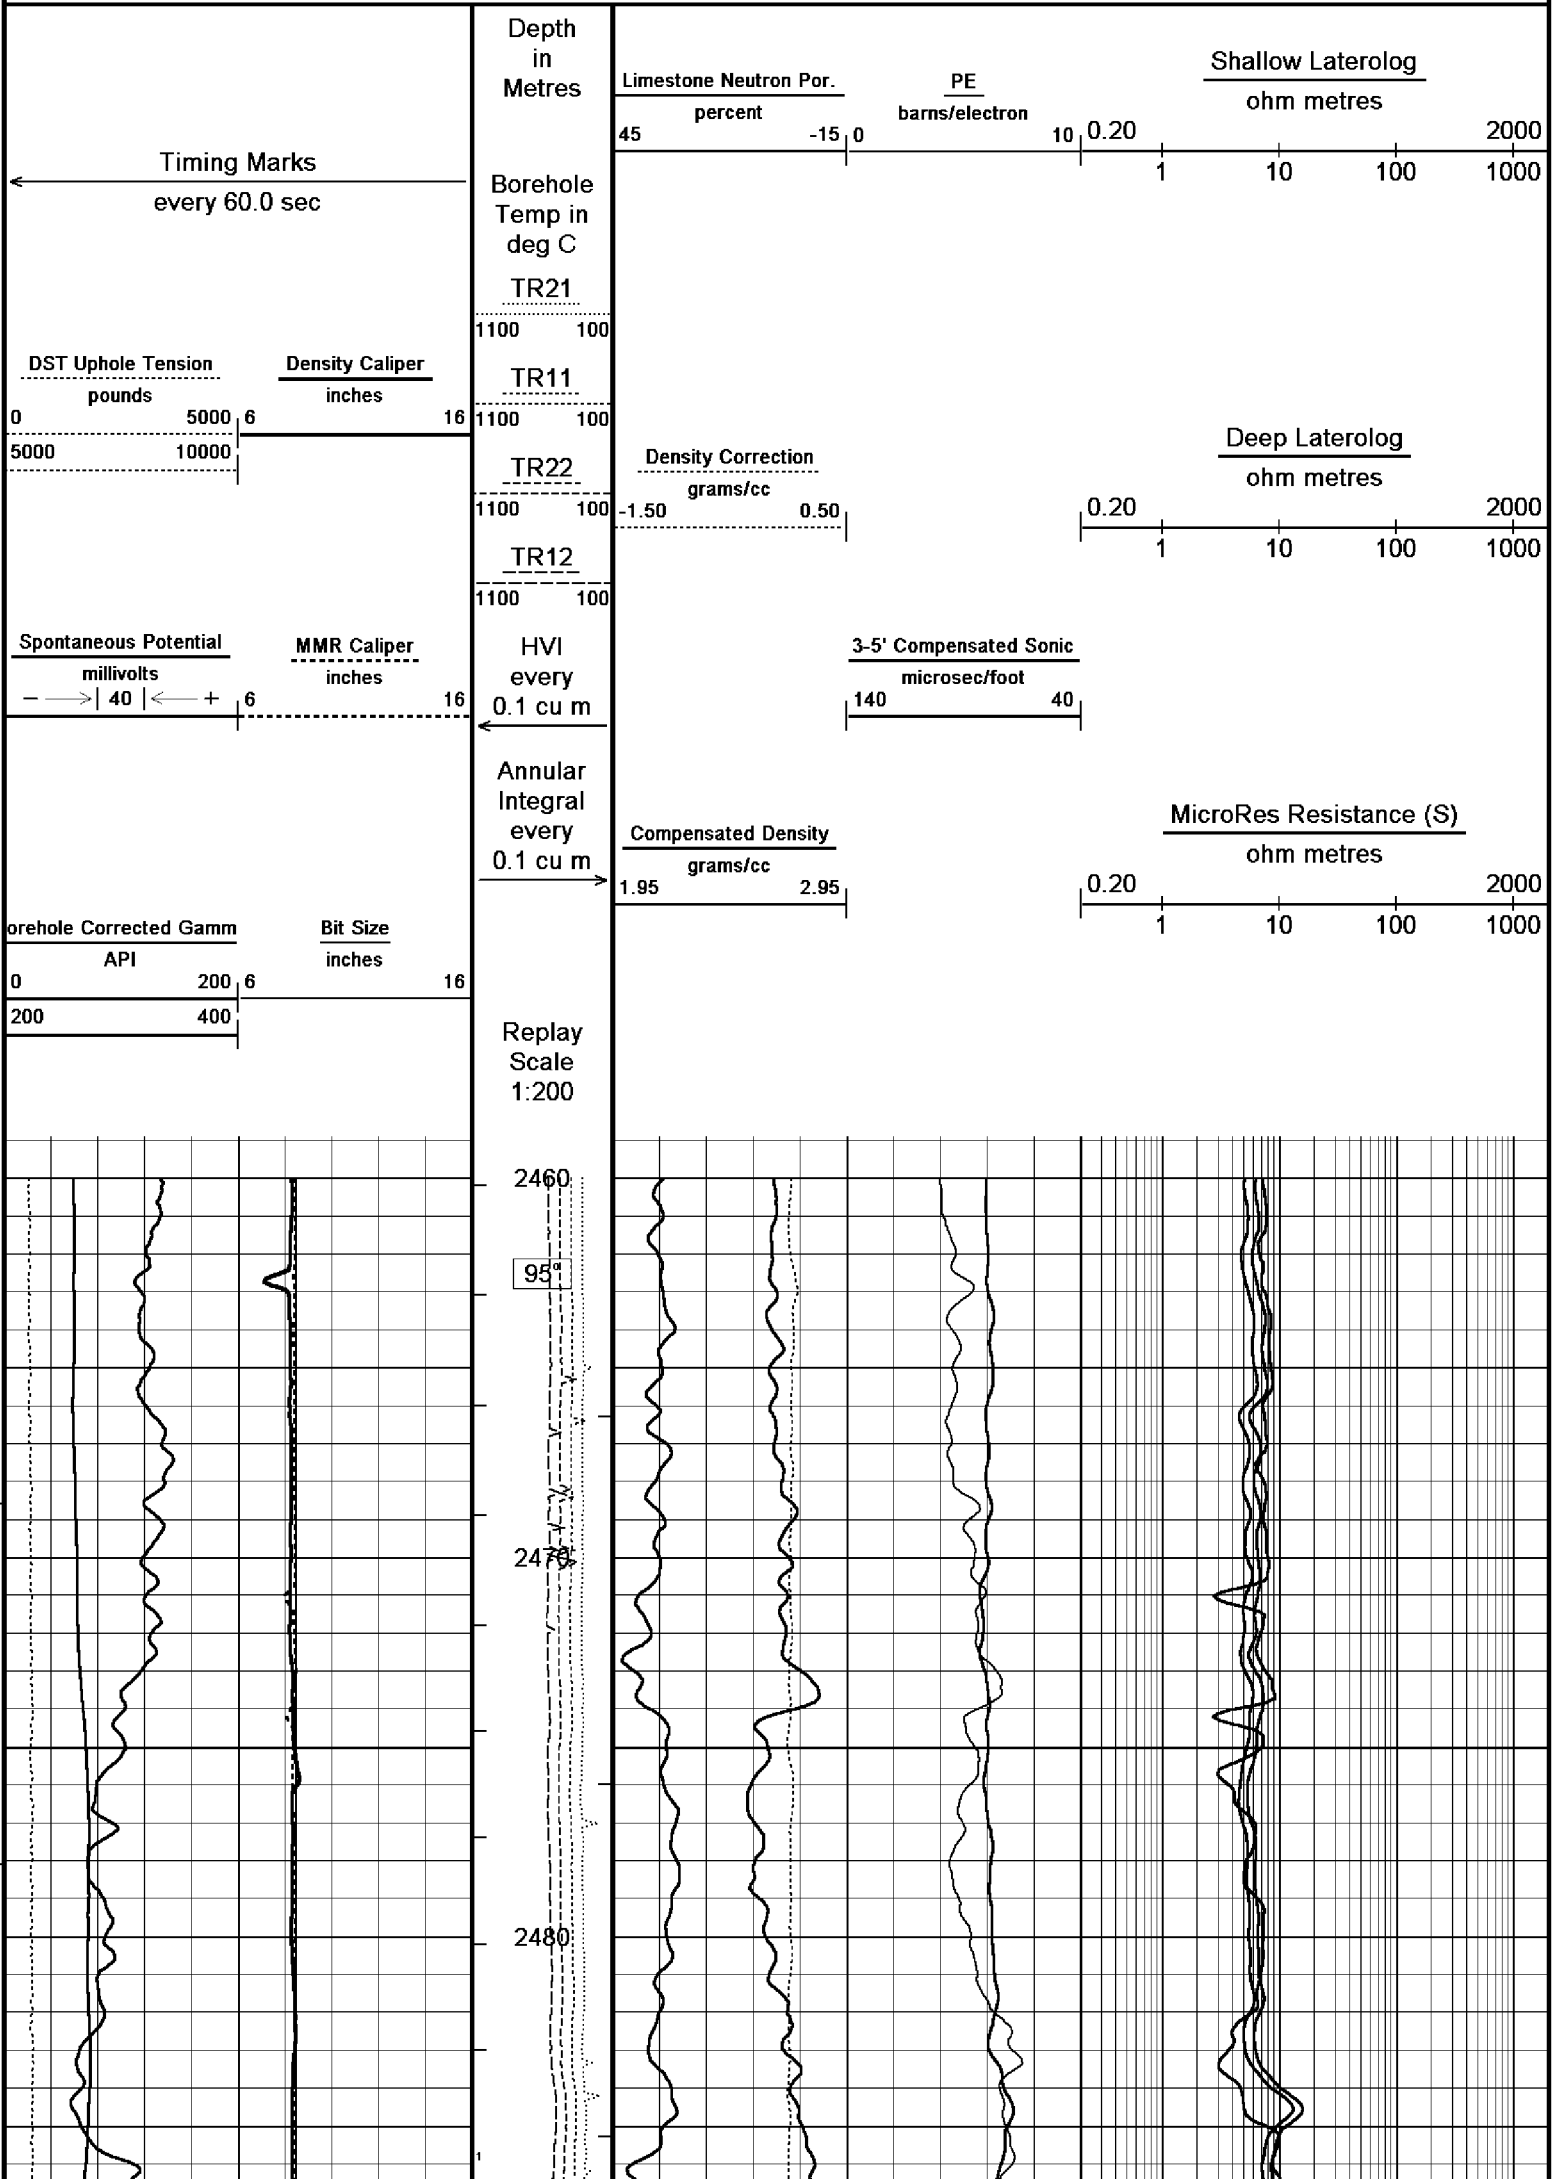 Timing Marks
every 60.0 sec
DST Uphole Tension
pounds
0 5000
5000 10000
Density Caliper
inches
6 16
Spontaneous Potential
millivolts
− → | 40 | ← +
MMR Caliper
inches
6 16
orehole Corrected Gamm
API
0 200
200 400
Bit Size
inches
6 16
Depth
in
Metres
Borehole
Temp in
deg C
TR21
1100 100
TR11
1100 100
TR22
1100 100
TR12
1100 100
HVI
every
0.1 cu m
Annular
Integral
every
0.1 cu m
Replay
Scale
1:200
Limestone Neutron Por.
percent
45 -15
PE
barns/electron
0 10
Density Correction
grams/cc
-1.50 0.50
3-5' Compensated Sonic
microsec/foot
140 40
Compensated Density
grams/cc
1.95 2.95
Shallow Laterolog
ohm metres
0.20 2000
1 10 100 1000
Deep Laterolog
ohm metres
0.20 2000
1 10 100 1000
MicroRes Resistance (S)
ohm metres
0.20 2000
1 10 100 1000
2460
95°
2470
2480
1